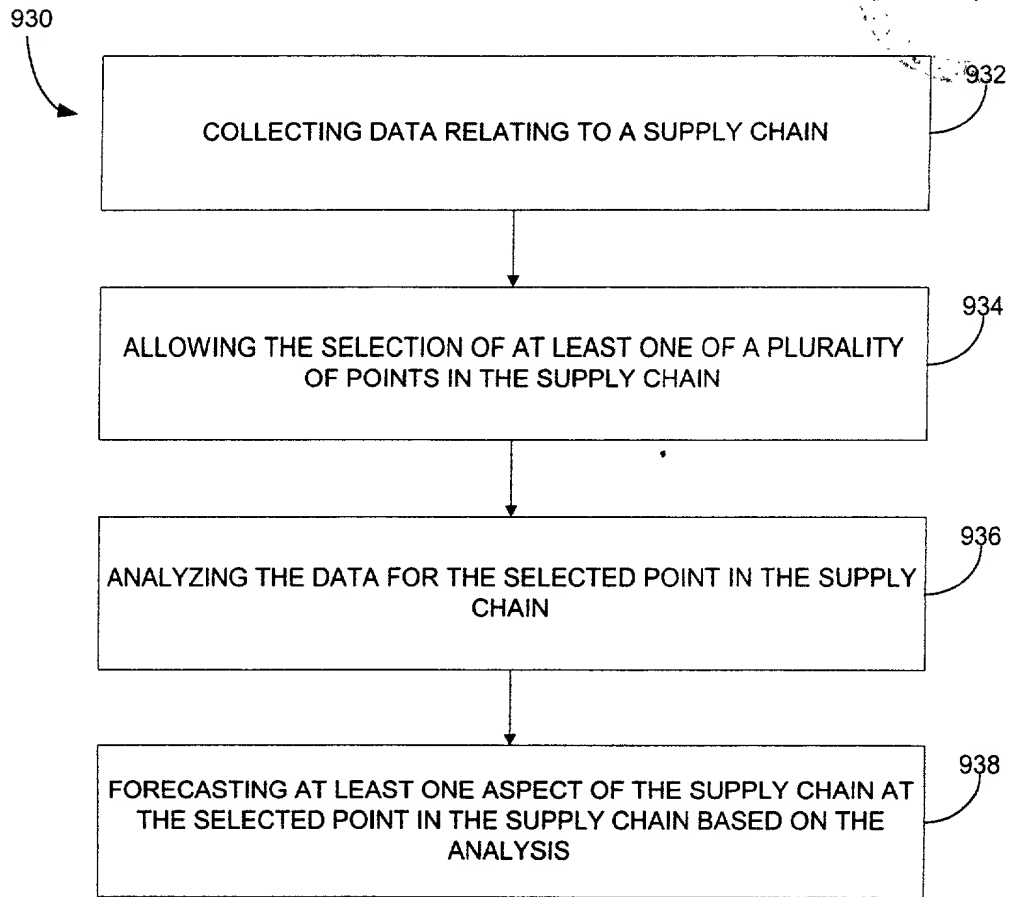 930
932
COLLECTING DATA RELATING TO A SUPPLY CHAIN
934
ALLOWING THE SELECTION OF AT LEAST ONE OF A PLURALITY
OF POINTS IN THE SUPPLY CHAIN
936
ANALYZING THE DATA FOR THE SELECTED POINT IN THE SUPPLY
CHAIN
938
FORECASTING AT LEAST ONE ASPECT OF THE SUPPLY CHAIN AT
THE SELECTED POINT IN THE SUPPLY CHAIN BASED ON THE
ANALYSIS